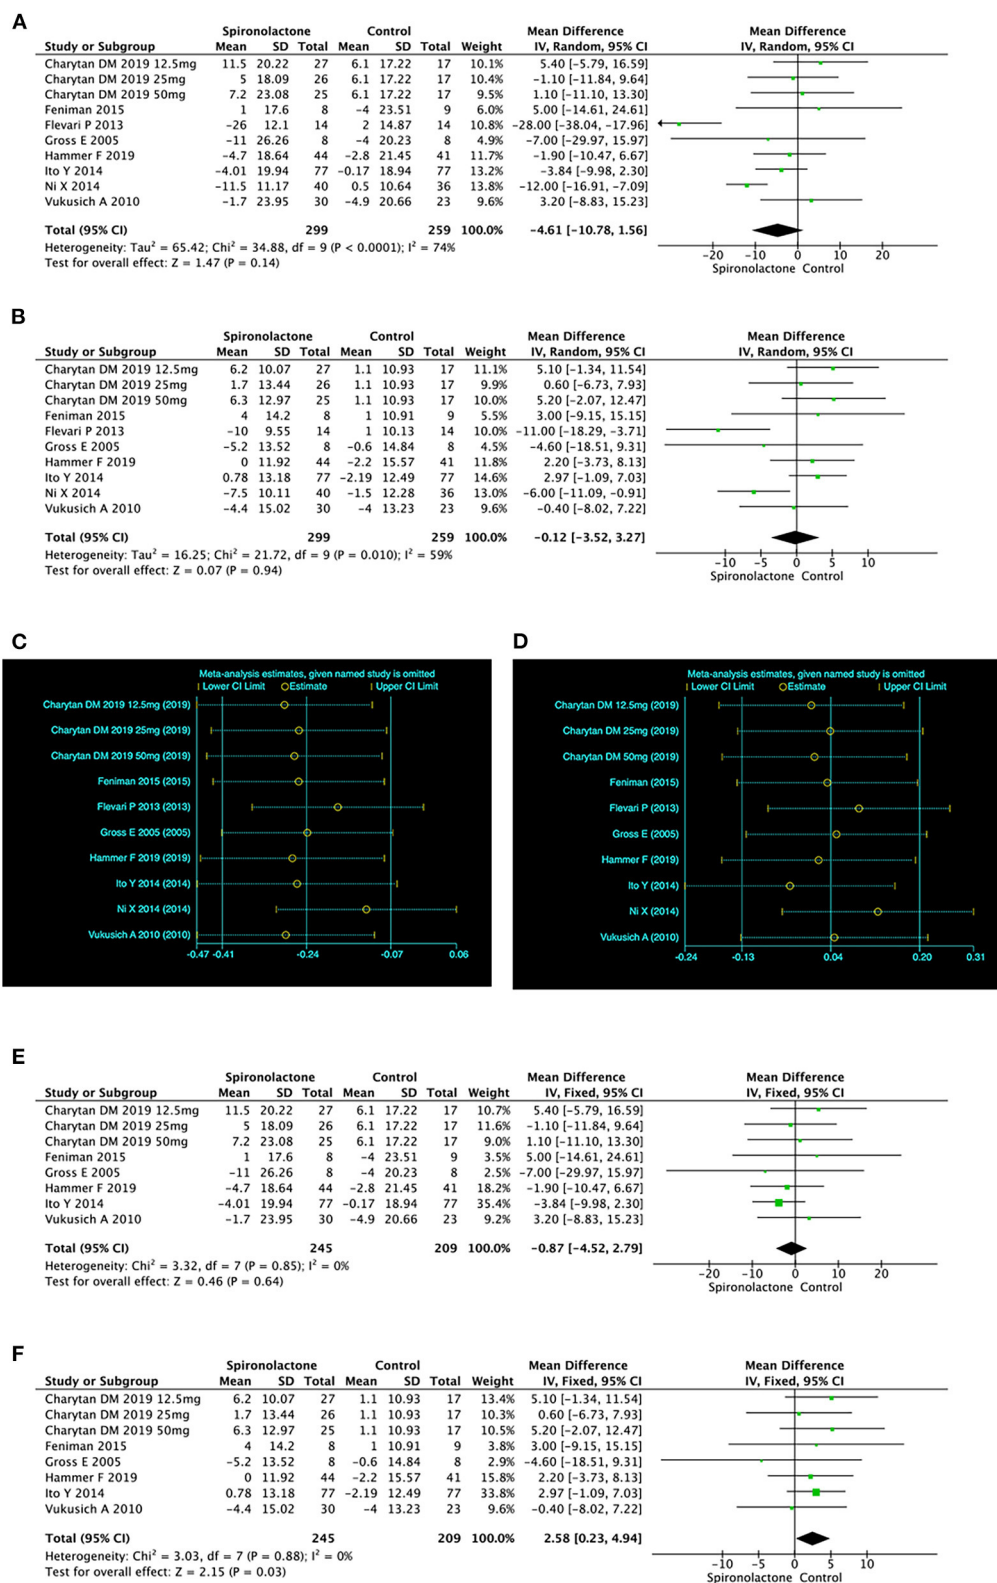 A
Spironolactone Control Mean Difference Mean Difference
Study or Subgroup Mean SD Total Mean SD Total Weight IV, Random, 95% CI IV, Random, 95% CI
Charytan DM 2019 12.5mg 11.5 20.22 27 6.1 17.22 17 10.1% 5.40 [−5.79, 16.59]
Charytan DM 2019 25mg 5 18.09 26 6.1 17.22 17 10.4% −1.10 [−11.84, 9.64]
Charytan DM 2019 50mg 7.2 23.08 25 6.1 17.22 17 9.5% 1.10 [−11.10, 13.30]
Feniman 2015 1 17.6 8 −4 23.51 9 6.0% 5.00 [−14.61, 24.61]
Flevari P 2013 −26 12.1 14 2 14.87 14 10.8% −28.00 [−38.04, −17.96]
Gross E 2005 −11 26.26 8 −4 20.23 8 4.9% −7.00 [−29.97, 15.97]
Hammer F 2019 −4.7 18.64 44 −2.8 21.45 41 11.7% −1.90 [−10.47, 6.67]
Ito Y 2014 −4.01 19.94 77 −0.17 18.94 77 13.2% −3.84 [−9.98, 2.30]
Ni X 2014 −11.5 11.17 40 0.5 10.64 36 13.8% −12.00 [−16.91, −7.09]
Vukusich A 2010 −1.7 23.95 30 −4.9 20.66 23 9.6% 3.20 [−8.83, 15.23]
Total (95% CI) 299 259 100.0% −4.61 [−10.78, 1.56]
Heterogeneity: Tau² = 65.42; Chi² = 34.88, df = 9 (P < 0.0001); I² = 74%
Test for overall effect: Z = 1.47 (P = 0.14)
−20 −10 0 10 20
Spironolactone Control
B
Spironolactone Control Mean Difference Mean Difference
Study or Subgroup Mean SD Total Mean SD Total Weight IV, Random, 95% CI IV, Random, 95% CI
Charytan DM 2019 12.5mg 6.2 10.07 27 1.1 10.93 17 11.1% 5.10 [−1.34, 11.54]
Charytan DM 2019 25mg 1.7 13.44 26 1.1 10.93 17 9.9% 0.60 [−6.73, 7.93]
Charytan DM 2019 50mg 6.3 12.97 25 1.1 10.93 17 10.0% 5.20 [−2.07, 12.47]
Feniman 2015 4 14.2 8 1 10.91 9 5.5% 3.00 [−9.15, 15.15]
Flevari P 2013 −10 9.55 14 1 10.13 14 10.0% −11.00 [−18.29, −3.71]
Gross E 2005 −5.2 13.52 8 −0.6 14.84 8 4.5% −4.60 [−18.51, 9.31]
Hammer F 2019 0 11.92 44 −2.2 15.57 41 11.8% 2.20 [−3.73, 8.13]
Ito Y 2014 0.78 13.18 77 −2.19 12.49 77 14.6% 2.97 [−1.09, 7.03]
Ni X 2014 −7.5 10.11 40 −1.5 12.28 36 13.0% −6.00 [−11.09, −0.91]
Vukusich A 2010 −4.4 15.02 30 −4 13.23 23 9.6% −0.40 [−8.02, 7.22]
Total (95% CI) 299 259 100.0% −0.12 [−3.52, 3.27]
Heterogeneity: Tau² = 16.25; Chi² = 21.72, df = 9 (P = 0.010); I² = 59%
Test for overall effect: Z = 0.07 (P = 0.94)
−10 −5 0 5 10
Spironolactone Control
C
Meta-analysis estimates, given named study is omitted
Lower CI Limit Estimate Upper CI Limit
Charytan DM 2019 12.5mg (2019)
Charytan DM 2019 25mg (2019)
Charytan DM 2019 50mg (2019)
Feniman 2015 (2015)
Flevari P 2013 (2013)
Gross E 2005 (2005)
Hammer F 2019 (2019)
Ito Y 2014 (2014)
Ni X 2014 (2014)
Vukusich A 2010 (2010)
−0.47 −0.41 −0.24 −0.07 0.06
D
Meta-analysis estimates, given named study is omitted
Lower CI Limit Estimate Upper CI Limit
Charytan DM 12.5mg (2019)
Charytan DM 25mg (2019)
Charytan DM 50mg (2019)
Feniman (2015)
Flevari P (2013)
Gross E (2005)
Hammer F (2019)
Ito Y (2014)
Ni X (2014)
Vukusich A (2010)
−0.24 −0.13 0.04 0.20 0.31
E
Spironolactone Control Mean Difference Mean Difference
Study or Subgroup Mean SD Total Mean SD Total Weight IV, Fixed, 95% CI IV, Fixed, 95% CI
Charytan DM 2019 12.5mg 11.5 20.22 27 6.1 17.22 17 10.7% 5.40 [−5.79, 16.59]
Charytan DM 2019 25mg 5 18.09 26 6.1 17.22 17 11.6% −1.10 [−11.84, 9.64]
Charytan DM 2019 50mg 7.2 23.08 25 6.1 17.22 17 9.0% 1.10 [−11.10, 13.30]
Feniman 2015 1 17.6 8 −4 23.51 9 3.5% 5.00 [−14.61, 24.61]
Gross E 2005 −11 26.26 8 −4 20.23 8 2.5% −7.00 [−29.97, 15.97]
Hammer F 2019 −4.7 18.64 44 −2.8 21.45 41 18.2% −1.90 [−10.47, 6.67]
Ito Y 2014 −4.01 19.94 77 −0.17 18.94 77 35.4% −3.84 [−9.98, 2.30]
Vukusich A 2010 −1.7 23.95 30 −4.9 20.66 23 9.2% 3.20 [−8.83, 15.23]
Total (95% CI) 245 209 100.0% −0.87 [−4.52, 2.79]
Heterogeneity: Chi² = 3.32, df = 7 (P = 0.85); I² = 0%
Test for overall effect: Z = 0.46 (P = 0.64)
−20 −10 0 10 20
Spironolactone Control
F
Spironolactone Control Mean Difference Mean Difference
Study or Subgroup Mean SD Total Mean SD Total Weight IV, Fixed, 95% CI IV, Fixed, 95% CI
Charytan DM 2019 12.5mg 6.2 10.07 27 1.1 10.93 17 13.4% 5.10 [−1.34, 11.54]
Charytan DM 2019 25mg 1.7 13.44 26 1.1 10.93 17 10.3% 0.60 [−6.73, 7.93]
Charytan DM 2019 50mg 6.3 12.97 25 1.1 10.93 17 10.5% 5.20 [−2.07, 12.47]
Feniman 2015 4 14.2 8 1 10.91 9 3.8% 3.00 [−9.15, 15.15]
Gross E 2005 −5.2 13.52 8 −0.6 14.84 8 2.9% −4.60 [−18.51, 9.31]
Hammer F 2019 0 11.92 44 −2.2 15.57 41 15.8% 2.20 [−3.73, 8.13]
Ito Y 2014 0.78 13.18 77 −2.19 12.49 77 33.8% 2.97 [−1.09, 7.03]
Vukusich A 2010 −4.4 15.02 30 −4 13.23 23 9.6% −0.40 [−8.02, 7.22]
Total (95% CI) 245 209 100.0% 2.58 [0.23, 4.94]
Heterogeneity: Chi² = 3.03, df = 7 (P = 0.88); I² = 0%
Test for overall effect: Z = 2.15 (P = 0.03)
−10 −5 0 5 10
Spironolactone Control